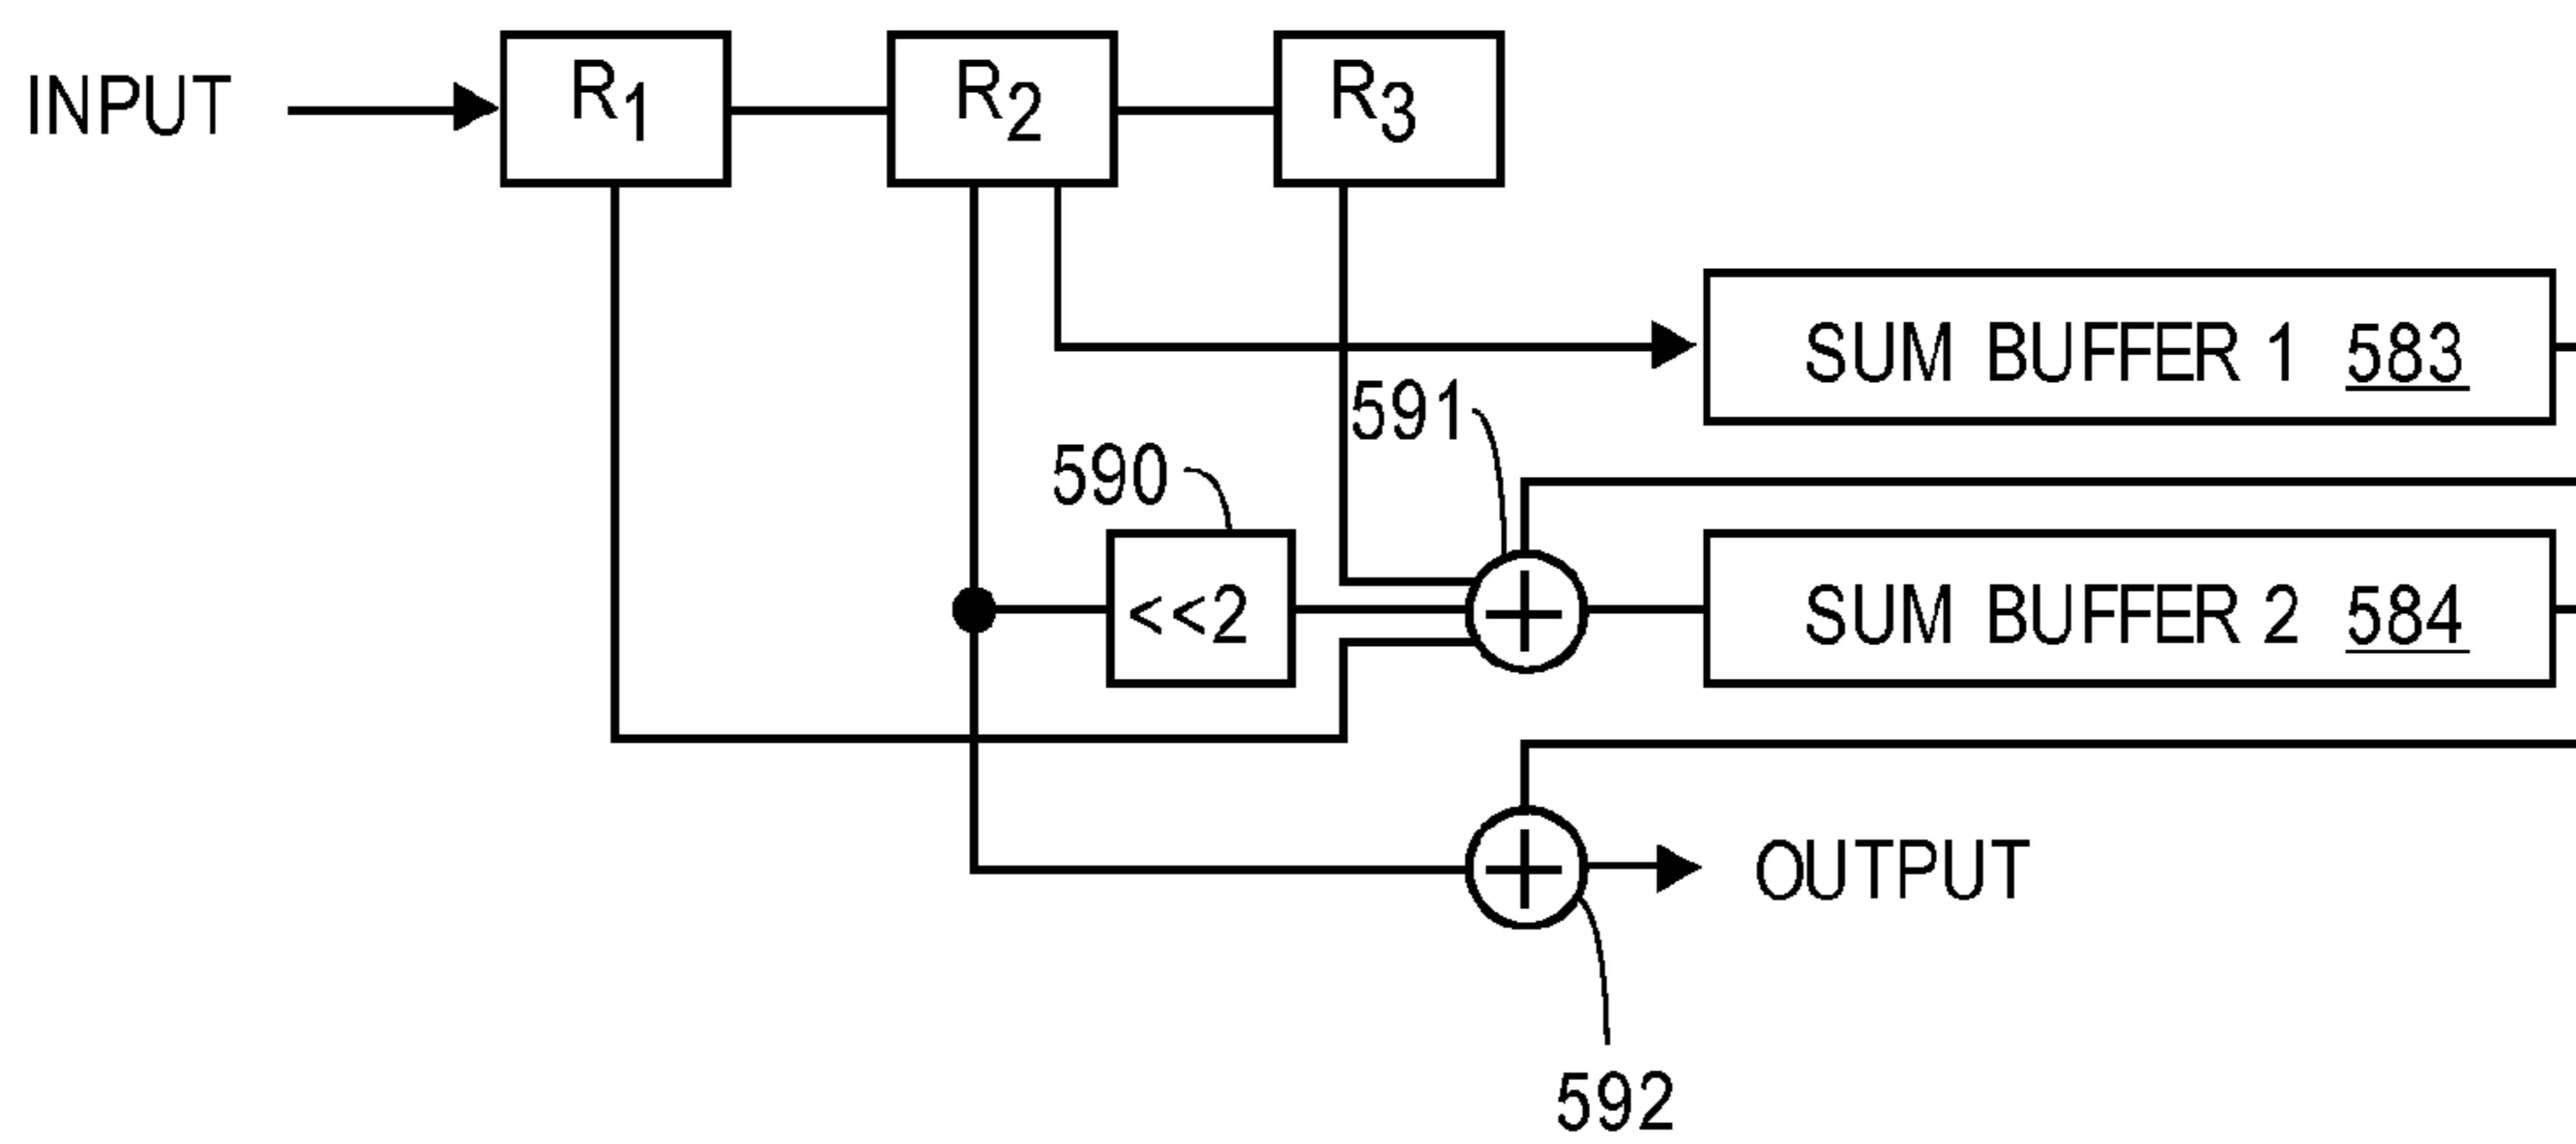 INPUT
R1
R2
R3
SUM BUFFER 1 583
591
590
<<2
SUM BUFFER 2 584
OUTPUT
592